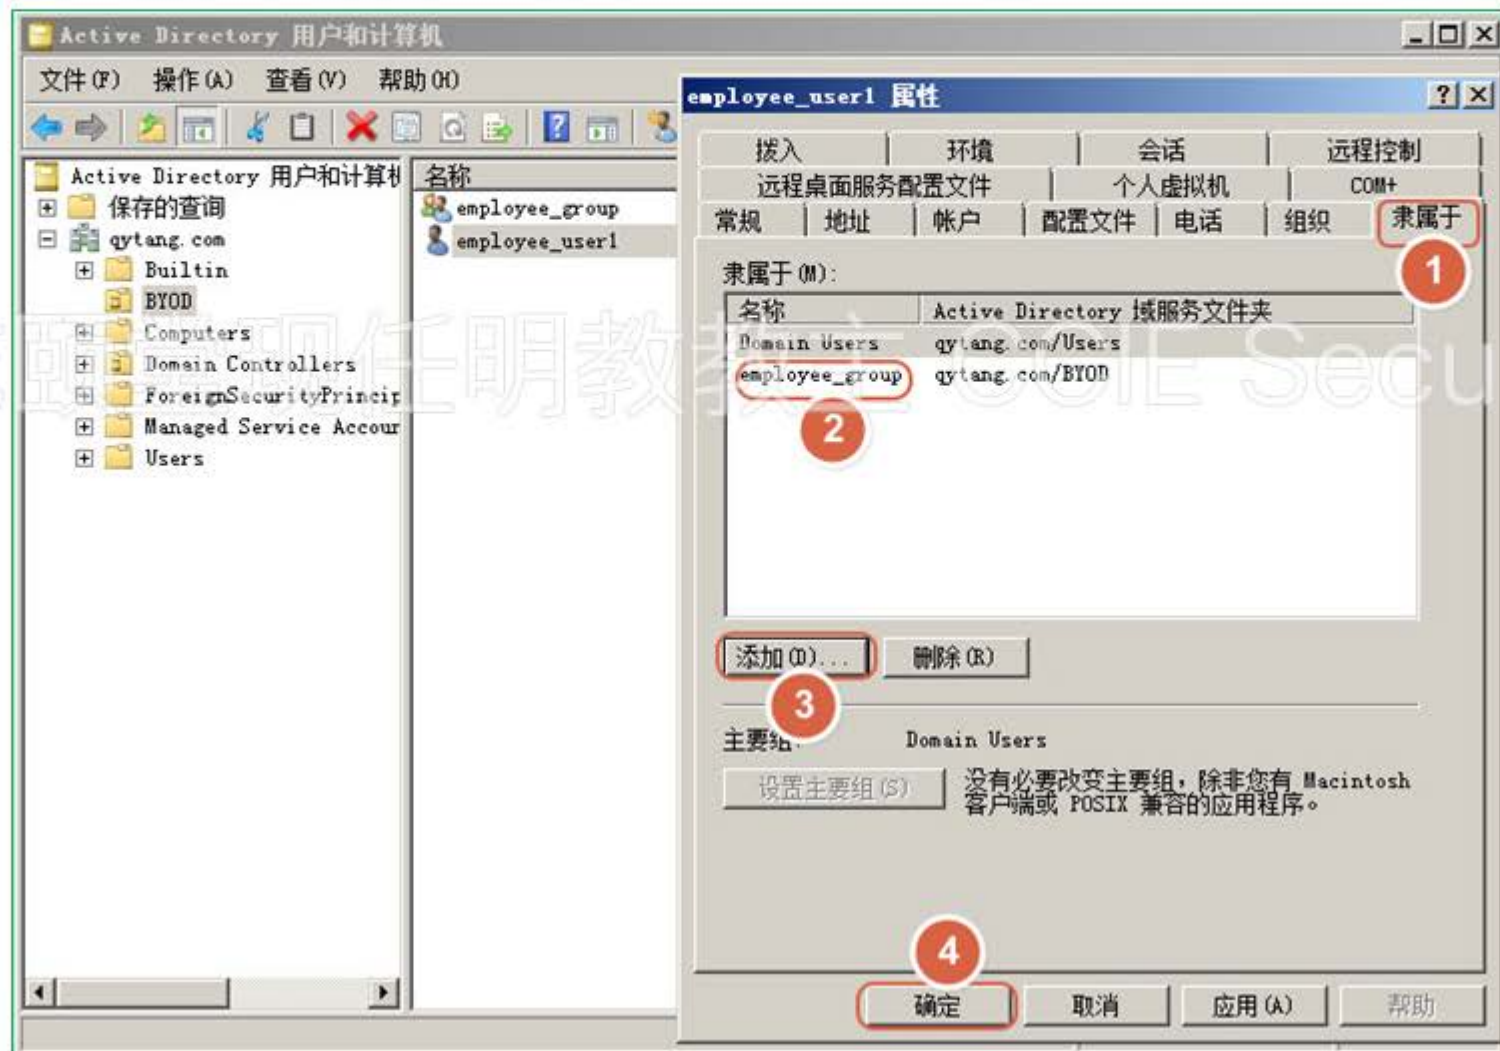 Active Directory 用户和计算机
文件(F) 操作(A) 查看(V) 帮助(H)
Active Directory 用户和计算机
保存的查询
qytang.com
Builtin
BYOD
Computers
Domain Controllers
ForeignSecurityPrincip
Managed Service Accour
Users
名称
employee_group
employee_user1
employee_user1 属性
拨入 环境 会话 远程控制
远程桌面服务配置文件 个人虚拟机 COM+
常规 地址 帐户 配置文件 电话 组织 隶属于
1
隶属于(M):
名称 Active Directory 域服务文件夹
Domain Users qytang.com/Users
employee_group qytang.com/BYOD
2
添加(D)... 删除(R)
3
主要组: Domain Users
设置主要组(S) 没有必要改变主要组，除非您有 Macintosh
客户端或 POSIX 兼容的应用程序。
4
确定 取消 应用(A) 帮助
现任明教教主 CCIE Secu